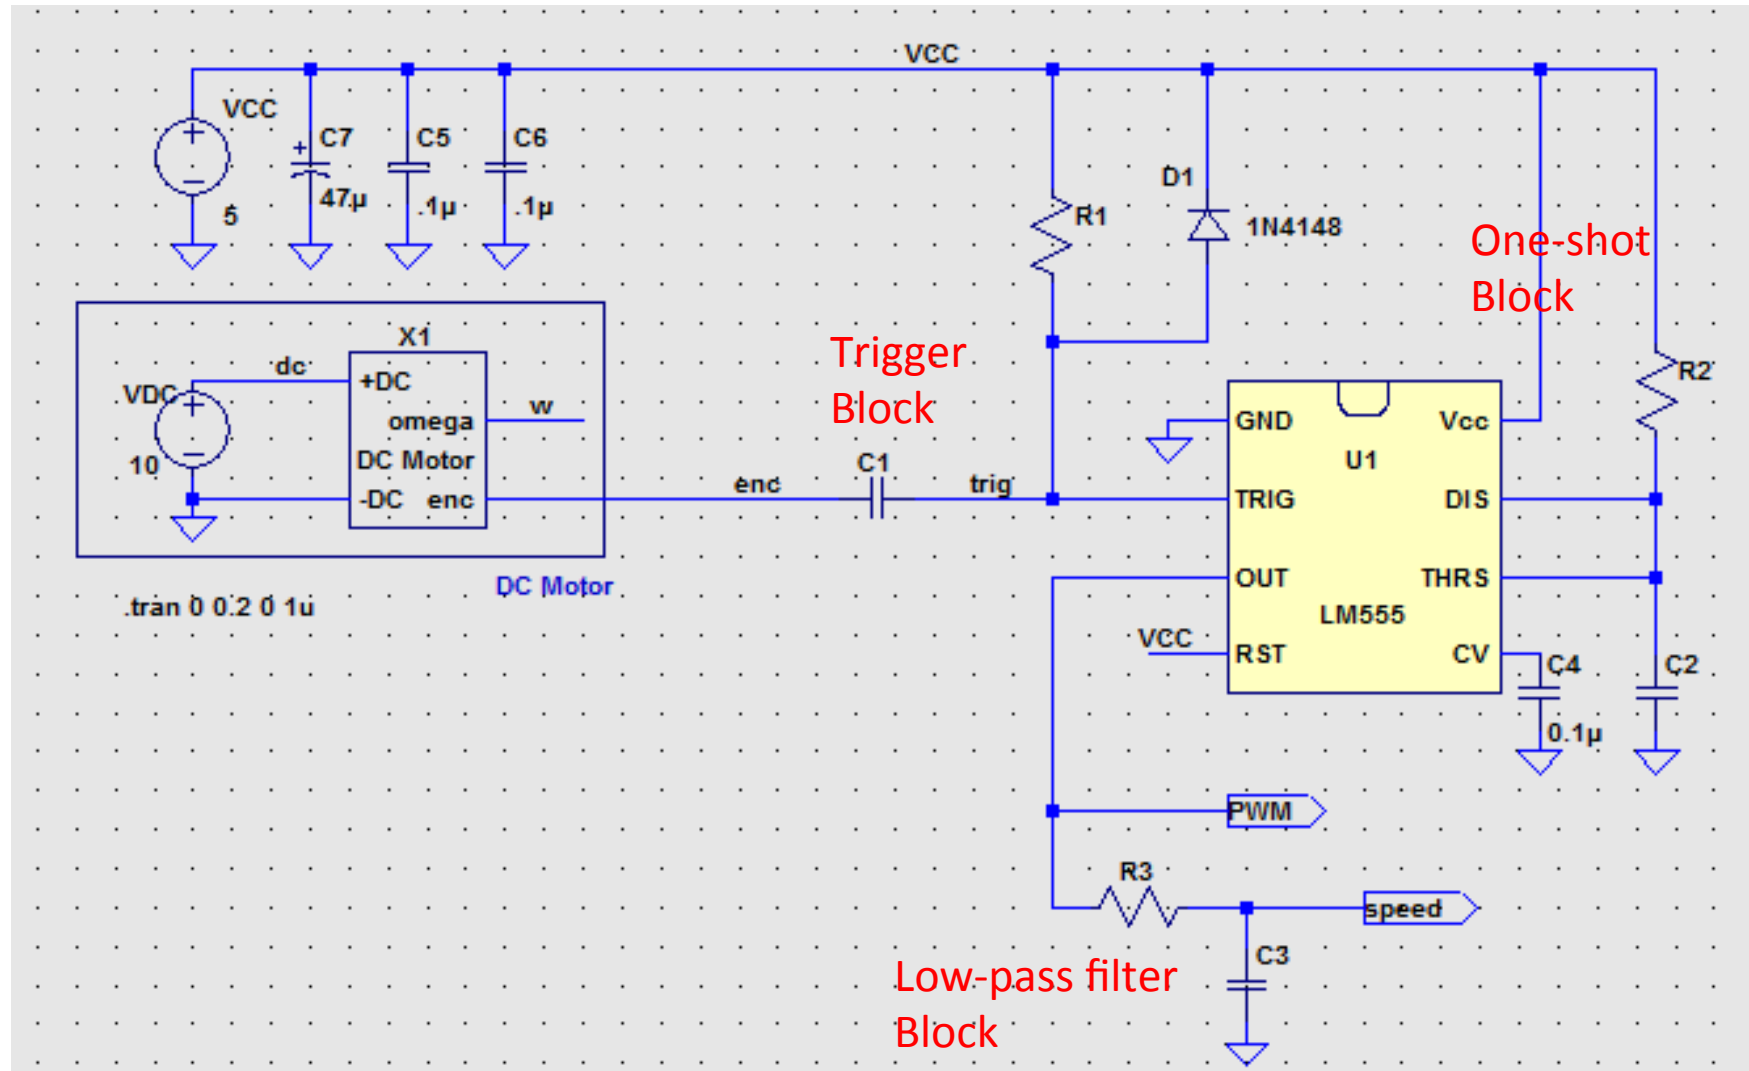 VCC
VCC
5
C7
47µ
C5
.1µ
C6
.1µ
D1
1N4148
R1
One-shot
Block
Trigger
Block
X1
dc
VDC
10
+DC
omega
w
DC Motor
-DC enc
enc
C1
trig
DC Motor
.tran 0 0.2 0 1u
R2
GND Vcc
U1
TRIG DIS
OUT THRS
LM555
VCC
RST CV
C4
0.1µ
C2
PWM
R3
speed
C3
Low-pass filter
Block